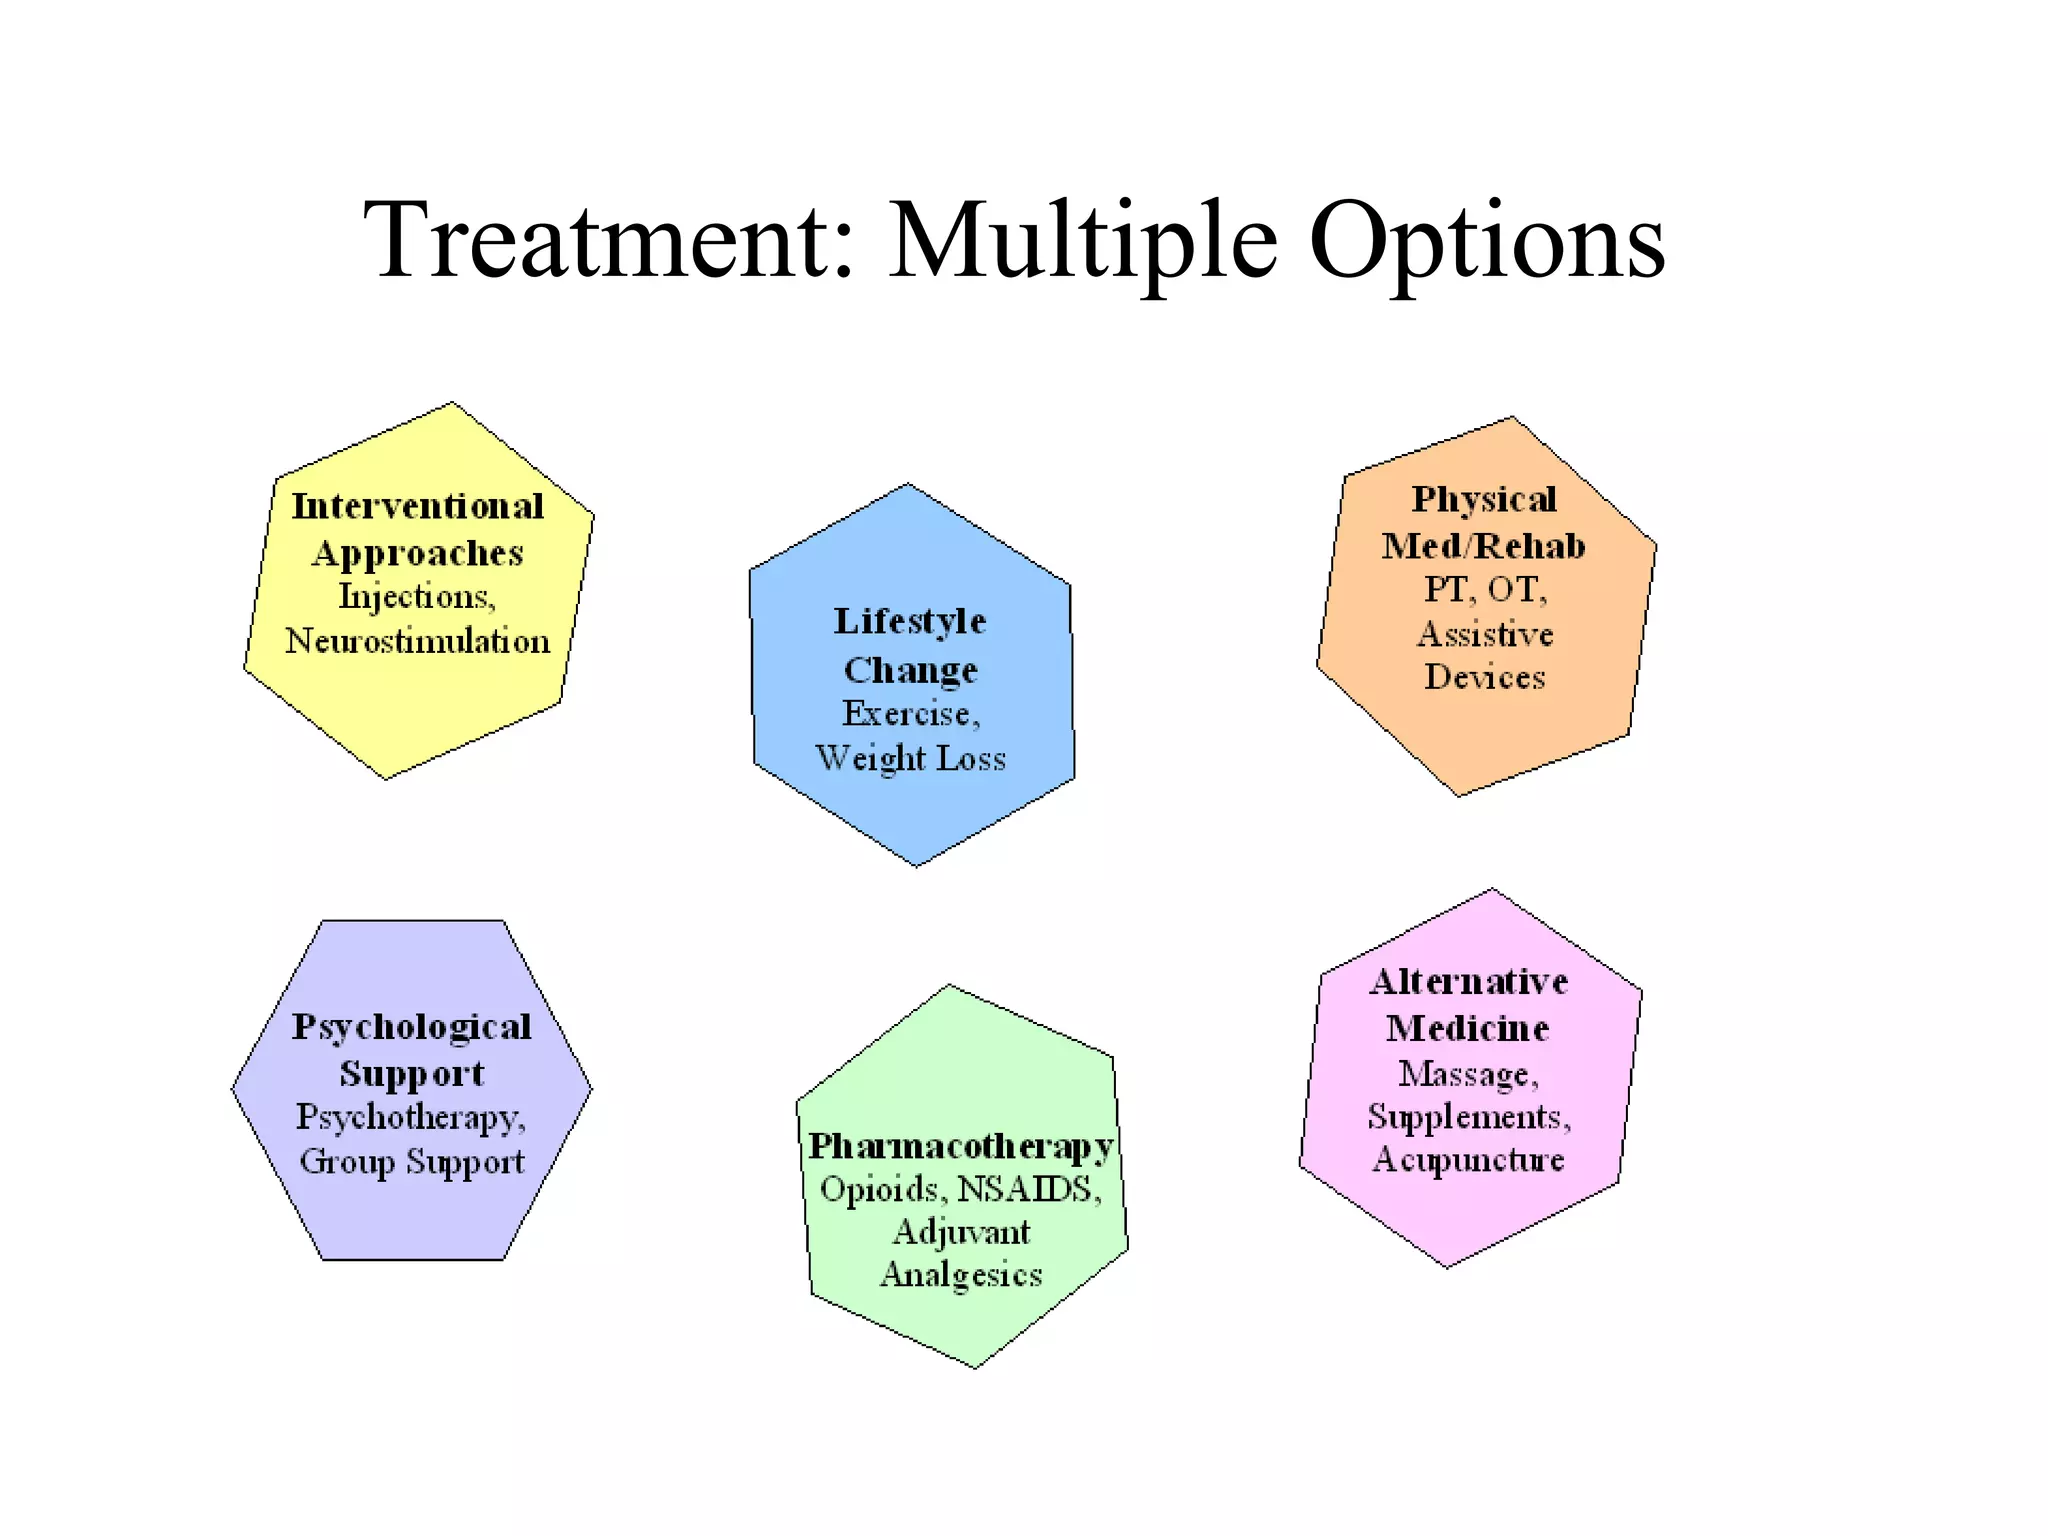 Treatment: Multiple Options
Interventional
Approaches
Injections,
Neurostimulation
Lifestyle
Change
Exercise,
Weight Loss
Physical
Med/Rehab
PT, OT,
Assistive
Devices
Psychological
Support
Psychotherapy,
Group Support
Pharmacotherapy
Opioids, NSAIDS,
Adjuvant
Analgesics
Alternative
Medicine
Massage,
Supplements,
Acupuncture